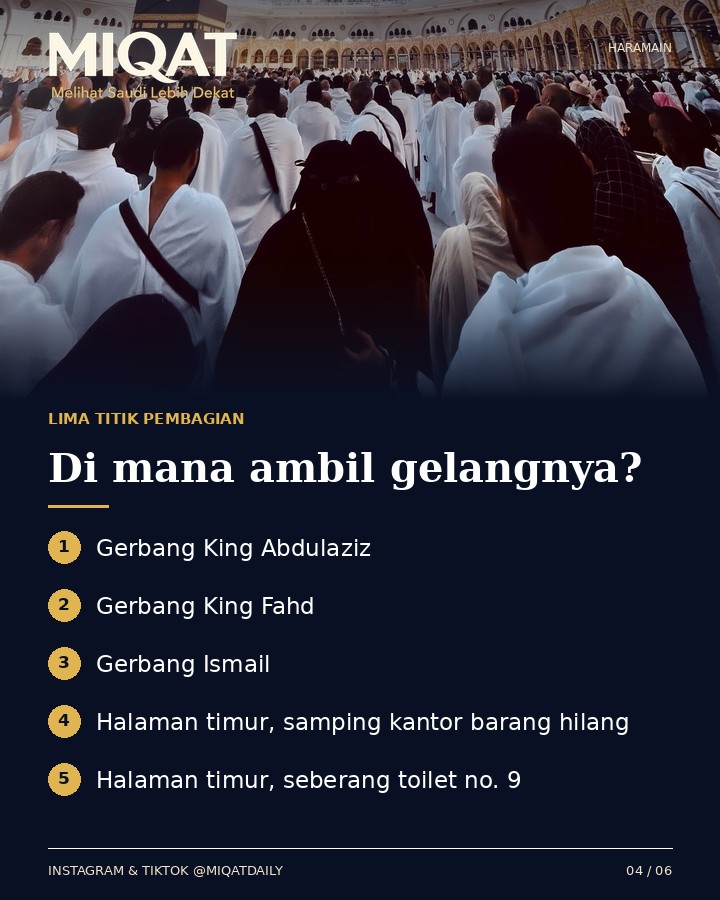 MIQAT
Melihat Saudi Lebih Dekat
HARAMAIN
LIMA TITIK PEMBAGIAN
Di mana ambil gelangnya?
1 Gerbang King Abdulaziz
2 Gerbang King Fahd
3 Gerbang Ismail
4 Halaman timur, samping kantor barang hilang
5 Halaman timur, seberang toilet no. 9
INSTAGRAM & TIKTOK @MIQATDAILY
04 / 06